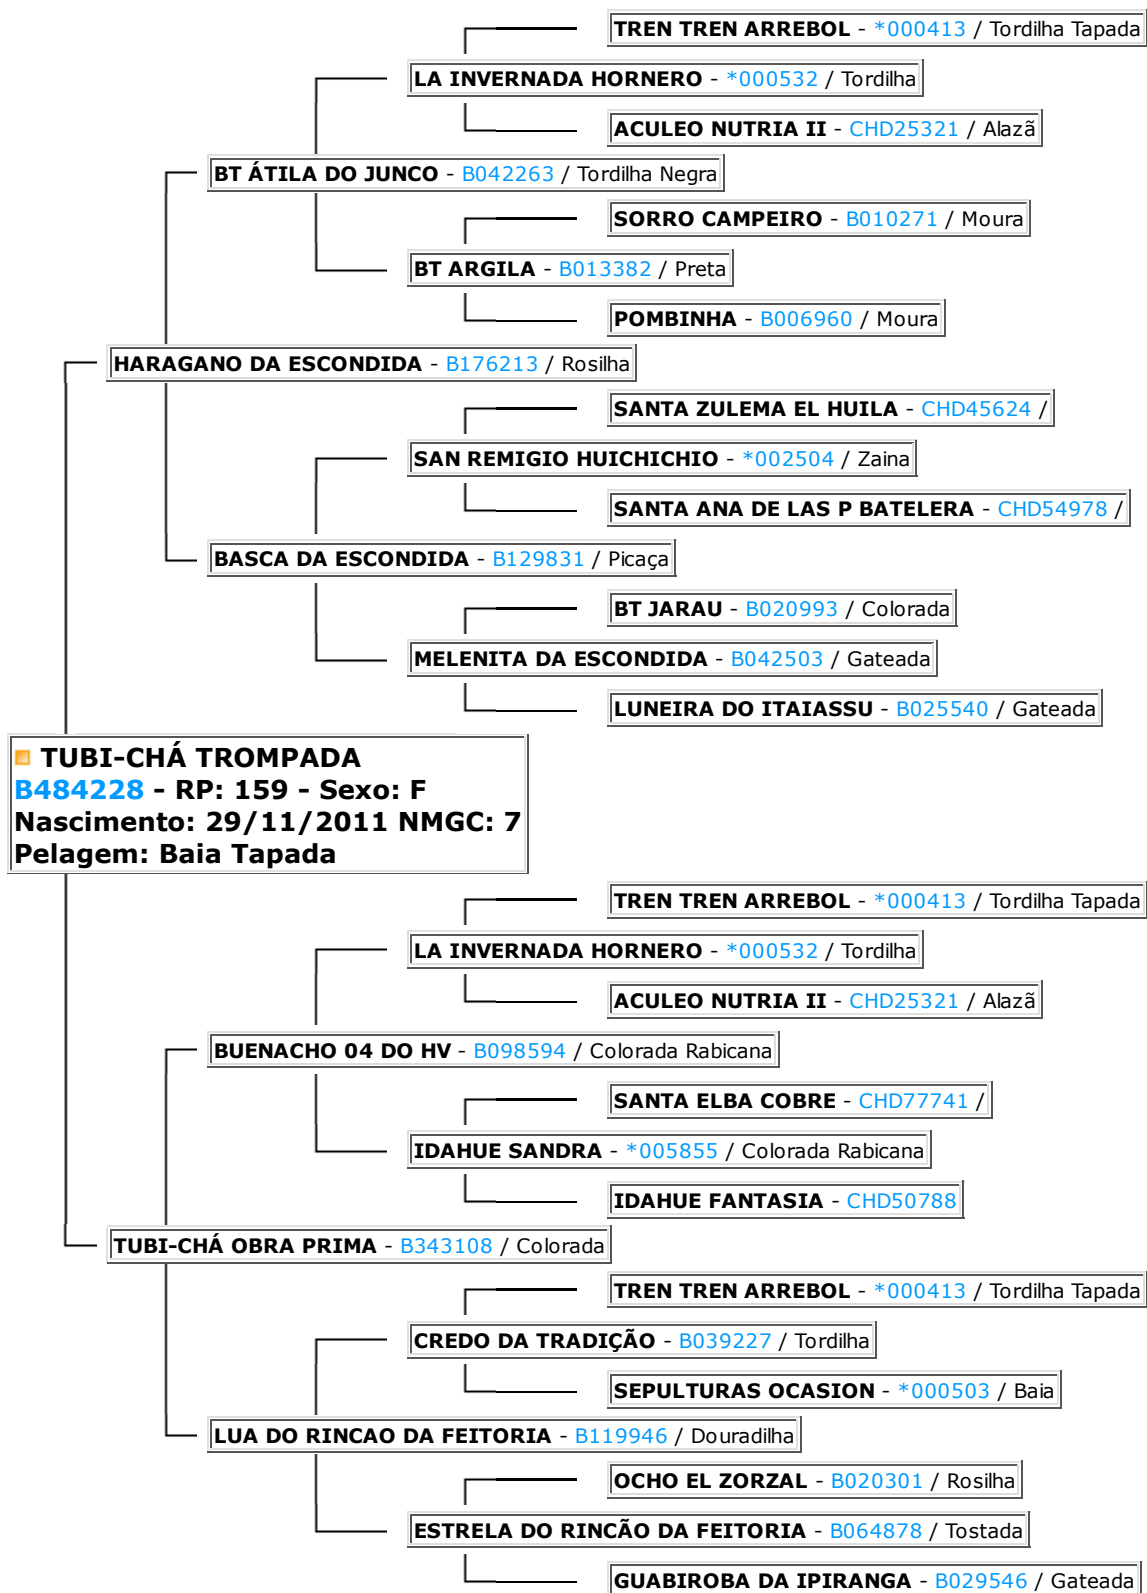 TREN TREN ARREBOL - *000413 / Tordilha Tapada
LA INVERNADA HORNERO - *000532 / Tordilha
ACULEO NUTRIA II - CHD25321 / Alazã
BT ÁTILA DO JUNCO - B042263 / Tordilha Negra
SORRO CAMPEIRO - B010271 / Moura
BT ARGILA - B013382 / Preta
POMBINHA - B006960 / Moura
HARAGANO DA ESCONDIDA - B176213 / Rosilha
SANTA ZULEMA EL HUILA - CHD45624 /
SAN REMIGIO HUICHICHIO - *002504 / Zaina
SANTA ANA DE LAS P BATELERA - CHD54978 /
BASCA DA ESCONDIDA - B129831 / Picaça
BT JARAU - B020993 / Colorada
MELENITA DA ESCONDIDA - B042503 / Gateada
LUNEIRA DO ITAIASSU - B025540 / Gateada
TUBI-CHÁ TROMPADA
B484228 - RP: 159 - Sexo: F
Nascimento: 29/11/2011 NMGC: 7
Pelagem: Baia Tapada
TREN TREN ARREBOL - *000413 / Tordilha Tapada
LA INVERNADA HORNERO - *000532 / Tordilha
ACULEO NUTRIA II - CHD25321 / Alazã
BUENACHO 04 DO HV - B098594 / Colorada Rabicana
SANTA ELBA COBRE - CHD77741 /
IDAHUE SANDRA - *005855 / Colorada Rabicana
IDAHUE FANTASIA - CHD50788
TUBI-CHÁ OBRA PRIMA - B343108 / Colorada
TREN TREN ARREBOL - *000413 / Tordilha Tapada
CREDO DA TRADIÇÃO - B039227 / Tordilha
SEPULTURAS OCASION - *000503 / Baia
LUA DO RINCAO DA FEITORIA - B119946 / Douradilha
OCHO EL ZORZAL - B020301 / Rosilha
ESTRELA DO RINCÃO DA FEITORIA - B064878 / Tostada
GUABIROBA DA IPIRANGA - B029546 / Gateada